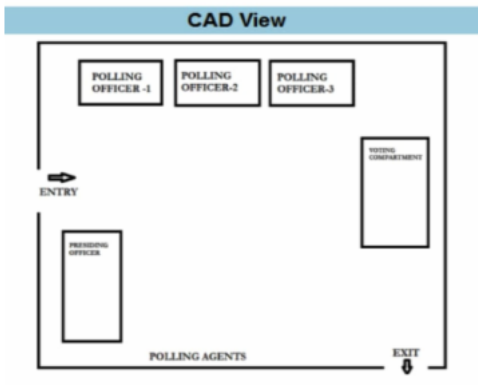 CAD View
POLLING
OFFICER -1
POLLING
OFFICER-2
POLLING
OFFICER-3
VOTING
COMPARTMENT
ENTRY
PRESIDING
OFFICER
POLLING AGENTS
EXIT